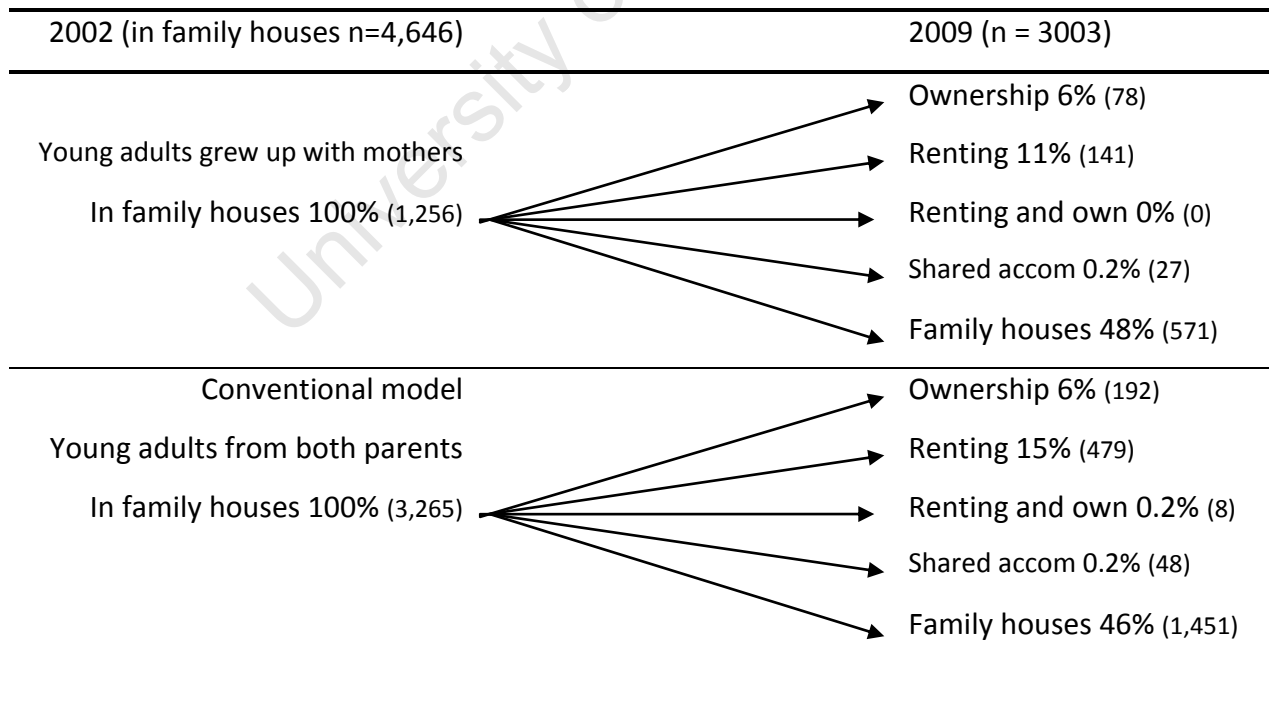 2002 (in family houses n=4,646) 2009 (n = 3003)
Ownership 6% (78)
Young adults grew up with mothers Renting 11% (141)
In family houses 100% (1,256) Renting and own 0% (0)
Shared accom 0.2% (27)
Family houses 48% (571)
Conventional model Ownership 6% (192)
Young adults from both parents Renting 15% (479)
In family houses 100% (3,265) Renting and own 0.2% (8)
Shared accom 0.2% (48)
Family houses 46% (1,451)
University